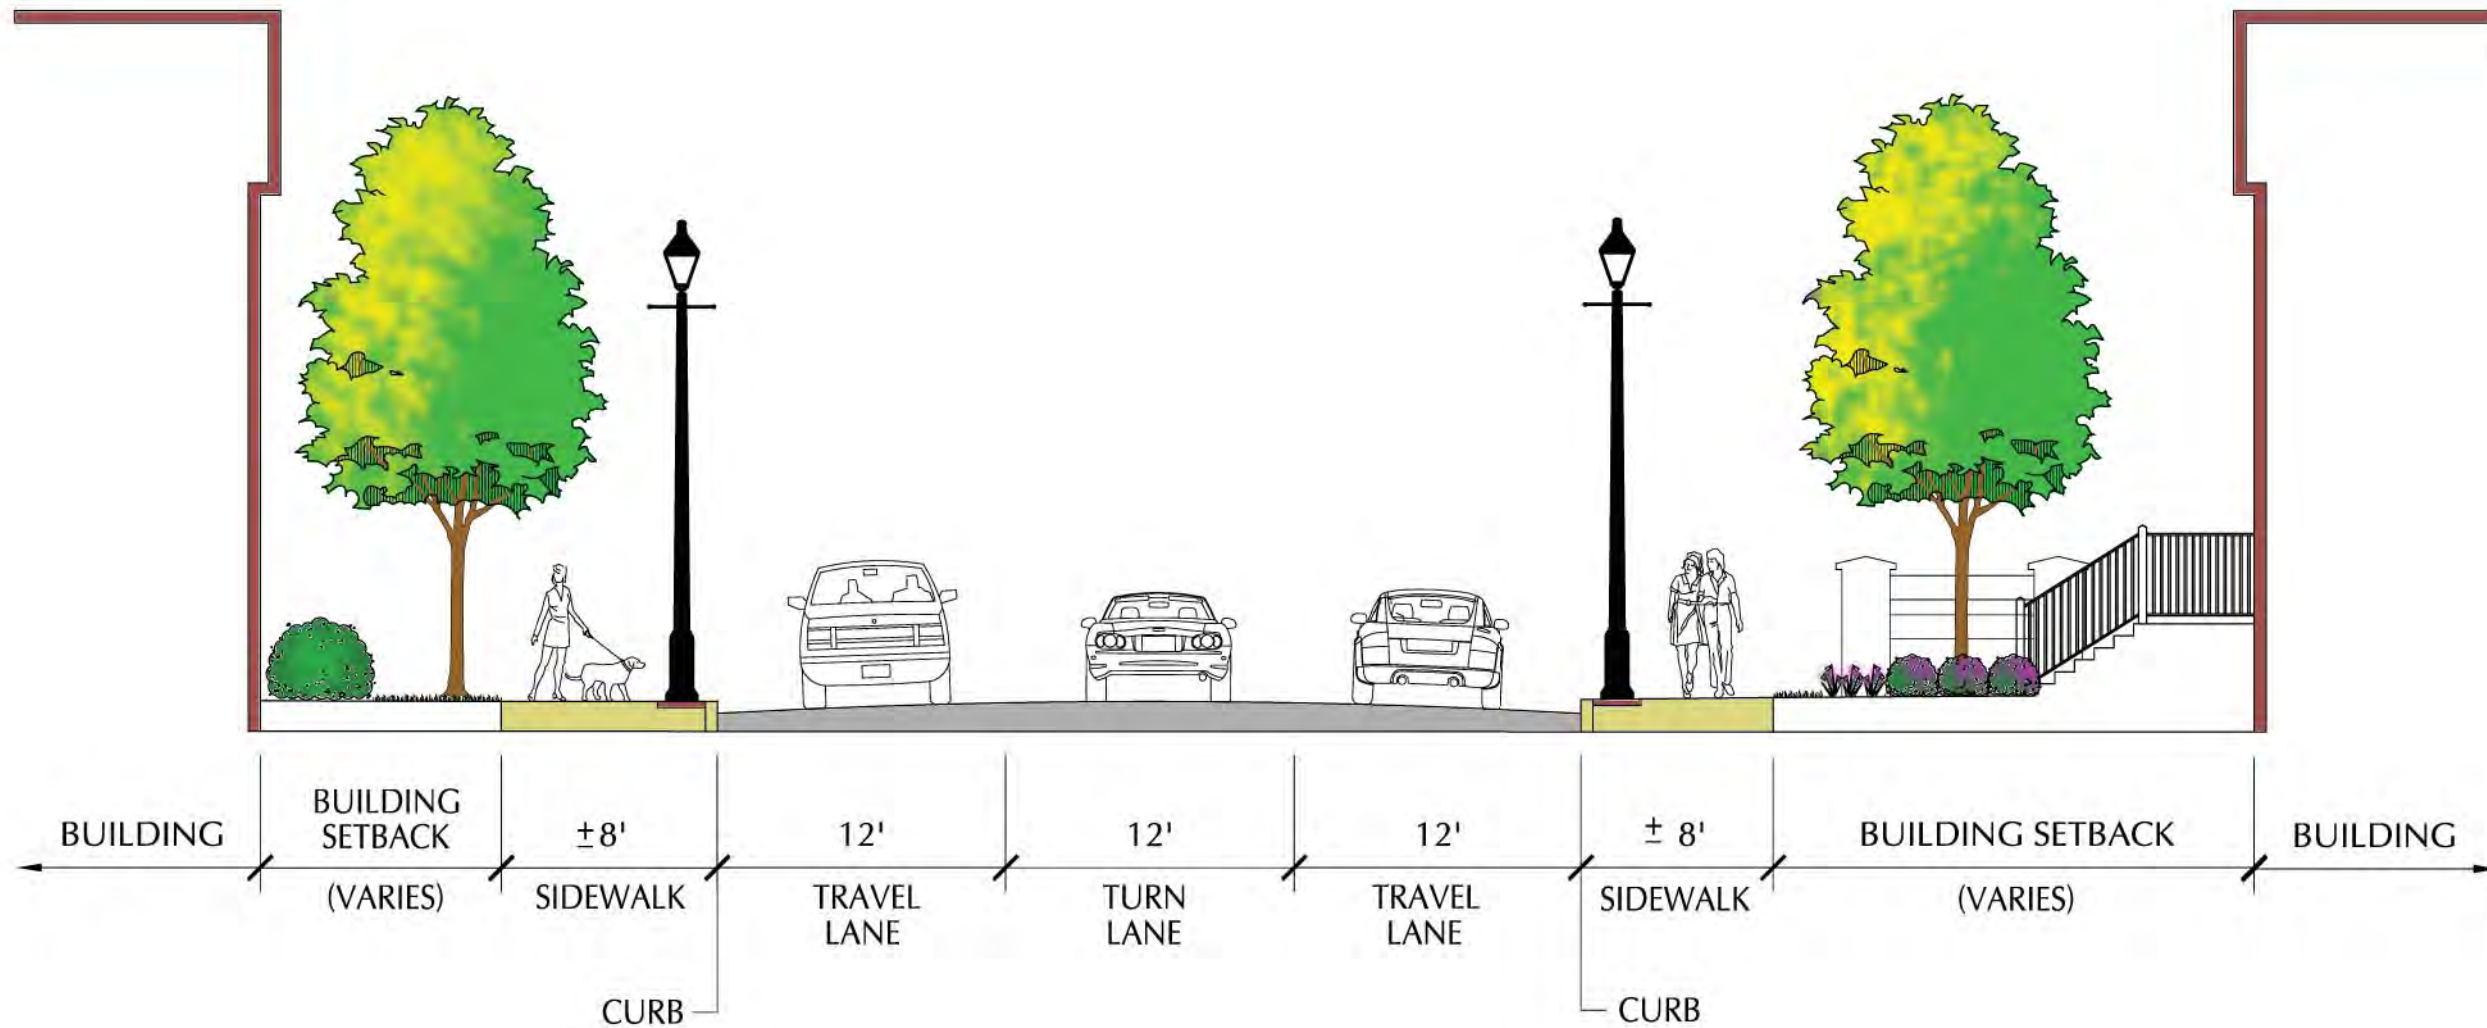 BUILDING
BUILDING
SETBACK
(VARIES)
±8'
SIDEWALK
12'
TRAVEL
LANE
12'
TURN
LANE
12'
TRAVEL
LANE
± 8'
SIDEWALK
BUILDING SETBACK
(VARIES)
BUILDING
CURB
CURB